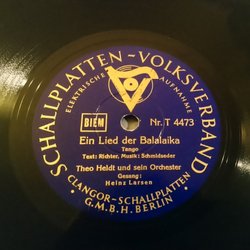 SCHALLPLATTEN-VOLKSVERBAND
ELEKTRISCHE AUFNAHME
BIEM
Nr. T 4473
Ein Lied der Balalaika
Tango
Text: Richter, Musik: Schmidseder
Theo Heldt und sein Orchester
Gesang:
Heinz Larsen
CLANGOR-SCHALLPLATTEN
G.M.B.H. BERLIN